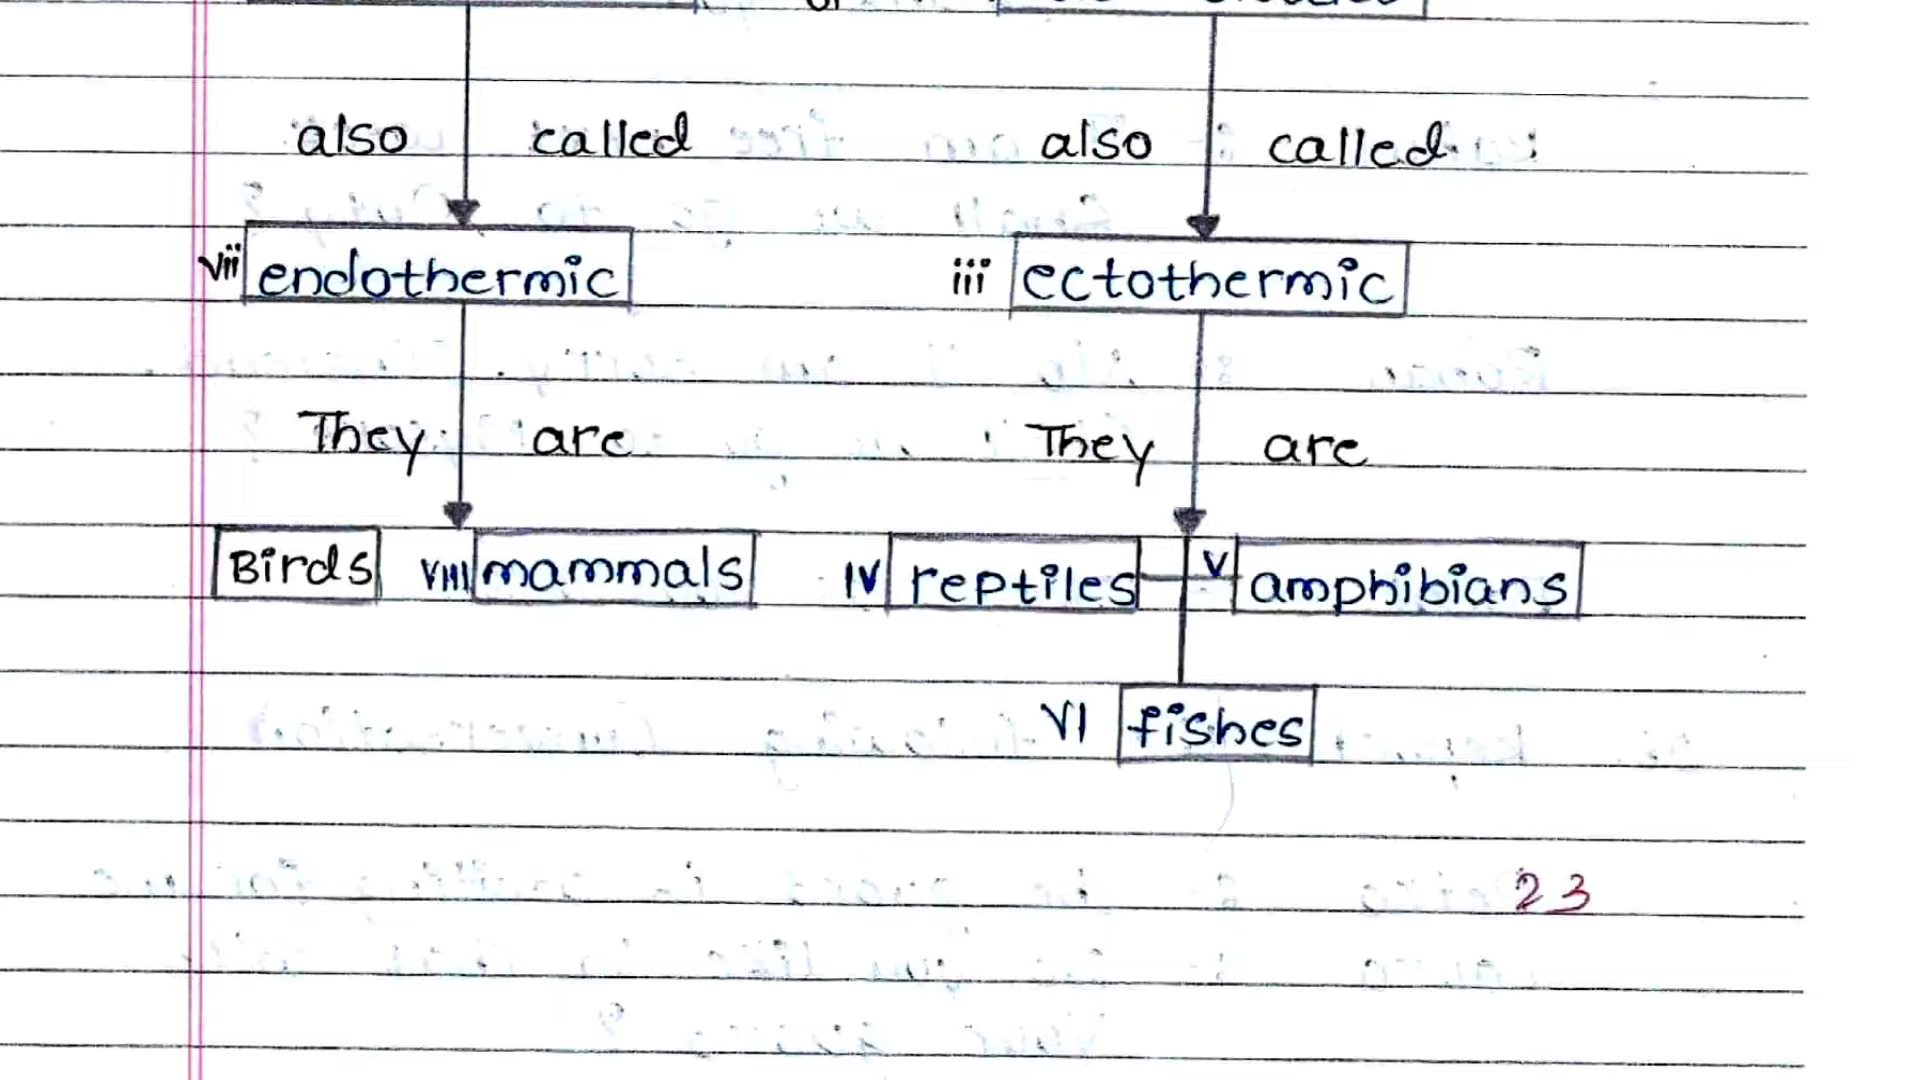 also called also called
vii endothermic iii ectothermic
They are They are
Birds VIII mammals IV reptiles V amphibians
VI fishes
23